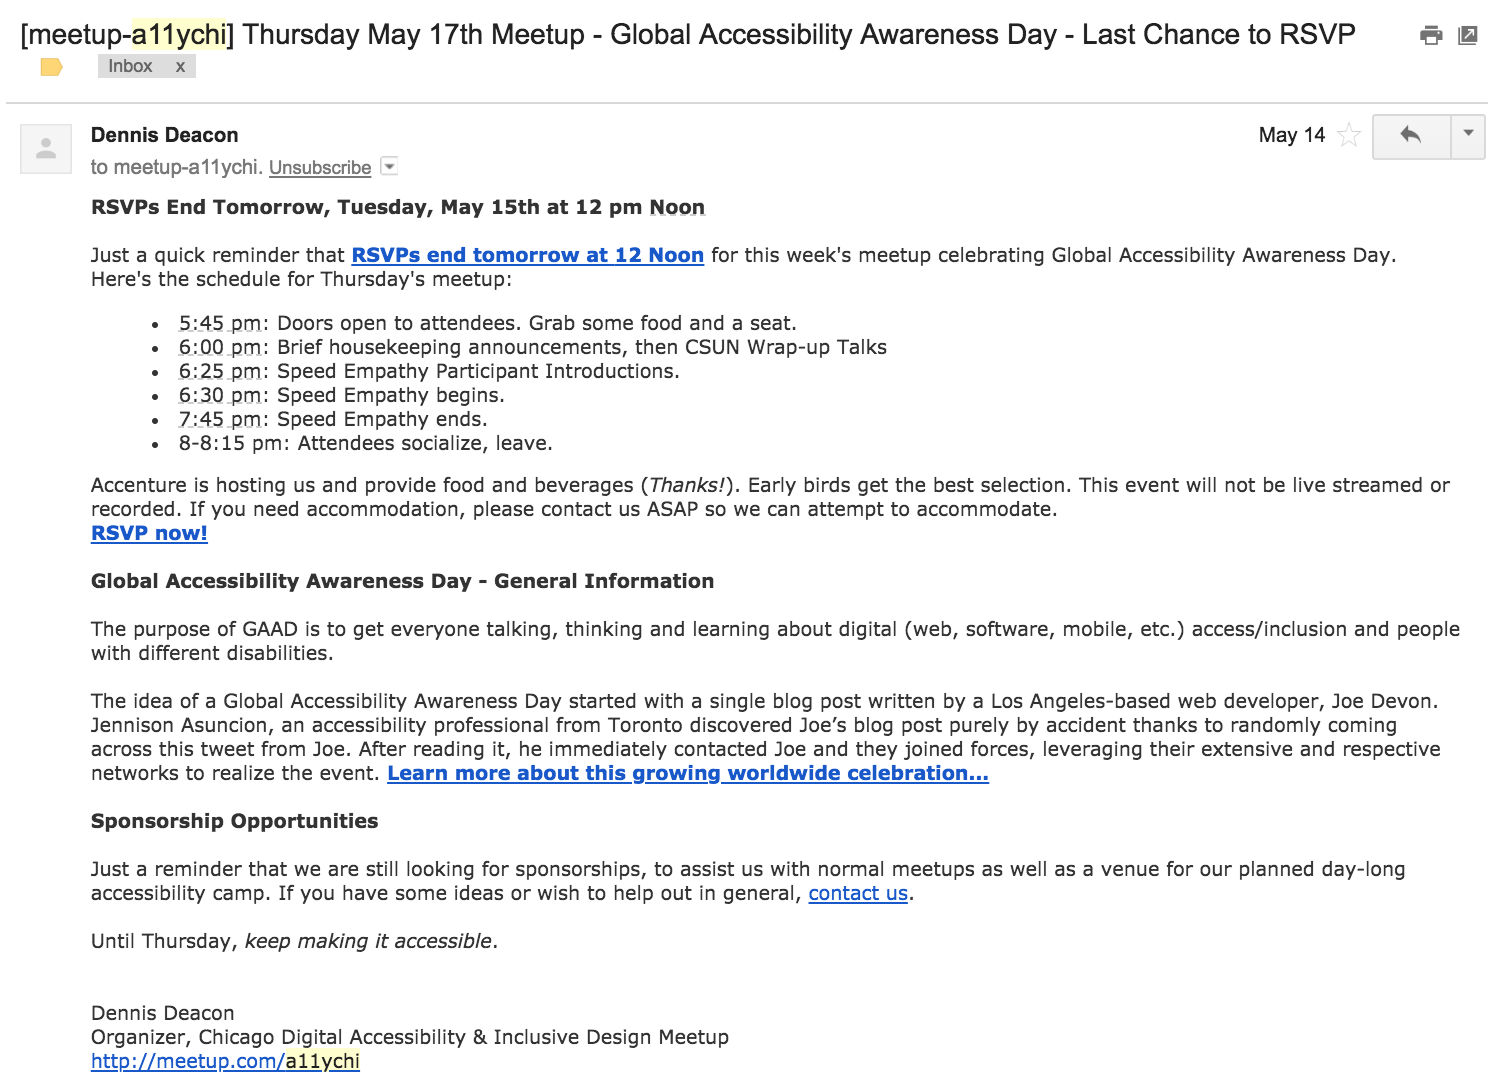 [meetup-a11ychi] Thursday May 17th Meetup - Global Accessibility Awareness Day - Last Chance to RSVP
Inbox x
Dennis Deacon
May 14
to meetup-a11ychi. Unsubscribe
RSVPs End Tomorrow, Tuesday, May 15th at 12 pm Noon
Just a quick reminder that RSVPs end tomorrow at 12 Noon for this week's meetup celebrating Global Accessibility Awareness Day.
Here's the schedule for Thursday's meetup:
• 5:45 pm: Doors open to attendees. Grab some food and a seat.
• 6:00 pm: Brief housekeeping announcements, then CSUN Wrap-up Talks
• 6:25 pm: Speed Empathy Participant Introductions.
• 6:30 pm: Speed Empathy begins.
• 7:45 pm: Speed Empathy ends.
• 8-8:15 pm: Attendees socialize, leave.
Accenture is hosting us and provide food and beverages (Thanks!). Early birds get the best selection. This event will not be live streamed or
recorded. If you need accommodation, please contact us ASAP so we can attempt to accommodate.
RSVP now!
Global Accessibility Awareness Day - General Information
The purpose of GAAD is to get everyone talking, thinking and learning about digital (web, software, mobile, etc.) access/inclusion and people
with different disabilities.
The idea of a Global Accessibility Awareness Day started with a single blog post written by a Los Angeles-based web developer, Joe Devon.
Jennison Asuncion, an accessibility professional from Toronto discovered Joe’s blog post purely by accident thanks to randomly coming
across this tweet from Joe. After reading it, he immediately contacted Joe and they joined forces, leveraging their extensive and respective
networks to realize the event. Learn more about this growing worldwide celebration...
Sponsorship Opportunities
Just a reminder that we are still looking for sponsorships, to assist us with normal meetups as well as a venue for our planned day-long
accessibility camp. If you have some ideas or wish to help out in general, contact us.
Until Thursday, keep making it accessible.
Dennis Deacon
Organizer, Chicago Digital Accessibility & Inclusive Design Meetup
http://meetup.com/a11ychi